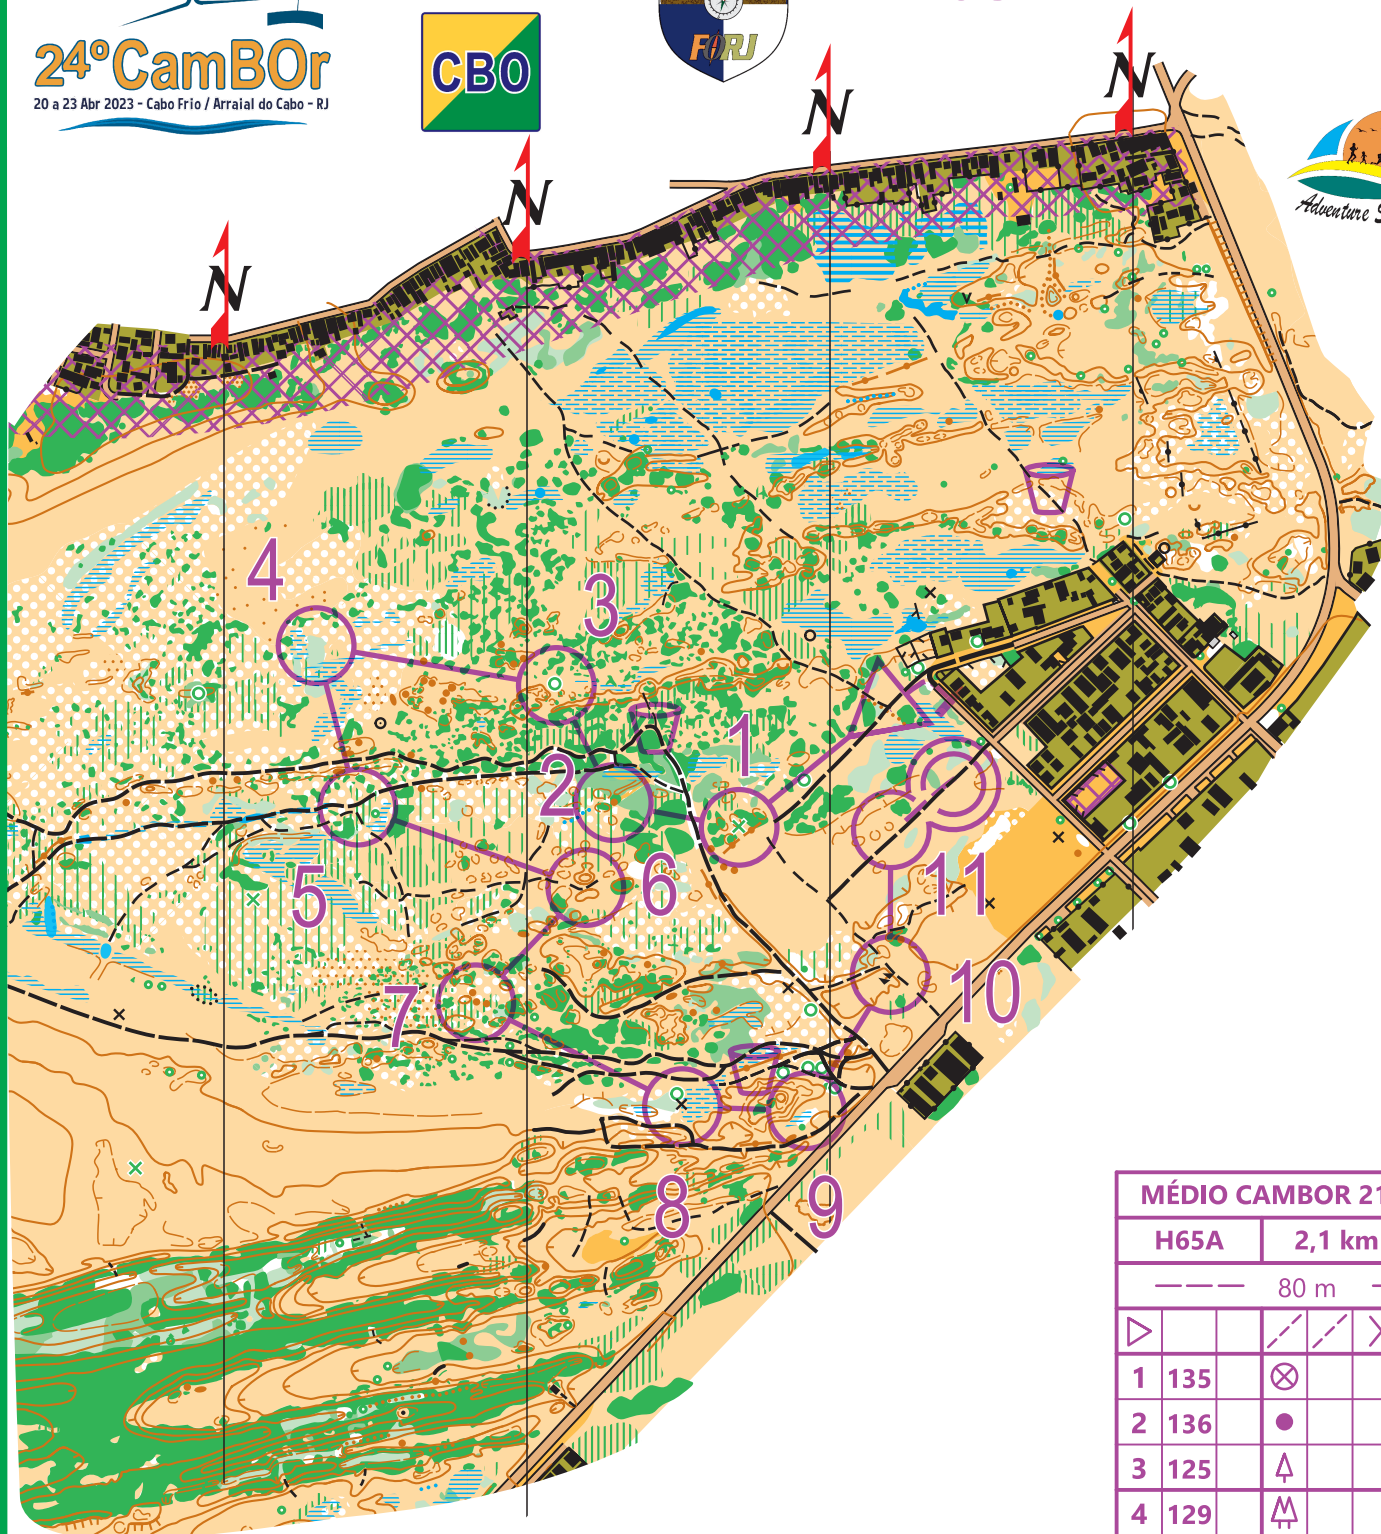 24ºCamBOr
20 a 23 Abr 2023 - Cabo Frio / Arraial do Cabo - RJ
CBO
FORJ
N
N
N
N
Adventure
4
3
1
2
5
6
11
7
10
8
9
MÉDIO CAMBOR 21
H65A 2,1 km
80 m
1 135
2 136
3 125
4 129